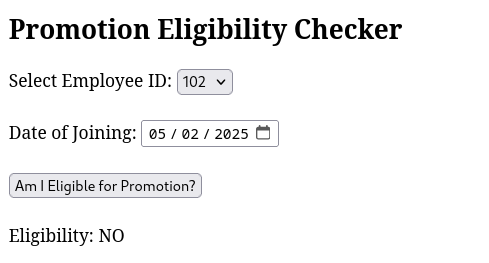 Promotion Eligibility Checker
Select Employee ID: 102
Date of Joining: 05 / 02 / 2025
Am I Eligible for Promotion?
Eligibility: NO